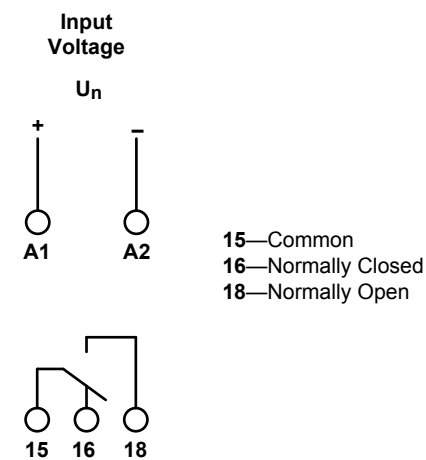 Input
Voltage
Un
+ –
A1 A2
15—Common
16—Normally Closed
18—Normally Open
15 16 18